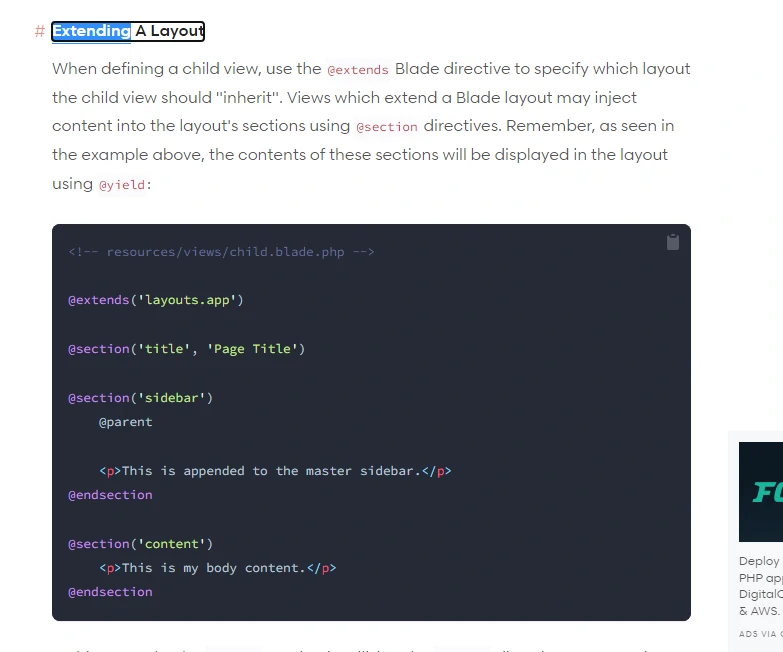 # Extending A Layout
When defining a child view, use the @extends Blade directive to specify which layout
the child view should "inherit". Views which extend a Blade layout may inject
content into the layout's sections using @section directives. Remember, as seen in
the example above, the contents of these sections will be displayed in the layout
using @yield:
<!-- resources/views/child.blade.php -->
@extends('layouts.app')
@section('title', 'Page Title')
@section('sidebar')
@parent
<p>This is appended to the master sidebar.</p>
@endsection
@section('content')
<p>This is my body content.</p>
@endsection
Deploy
PHP
& AWS.
ADS VIA